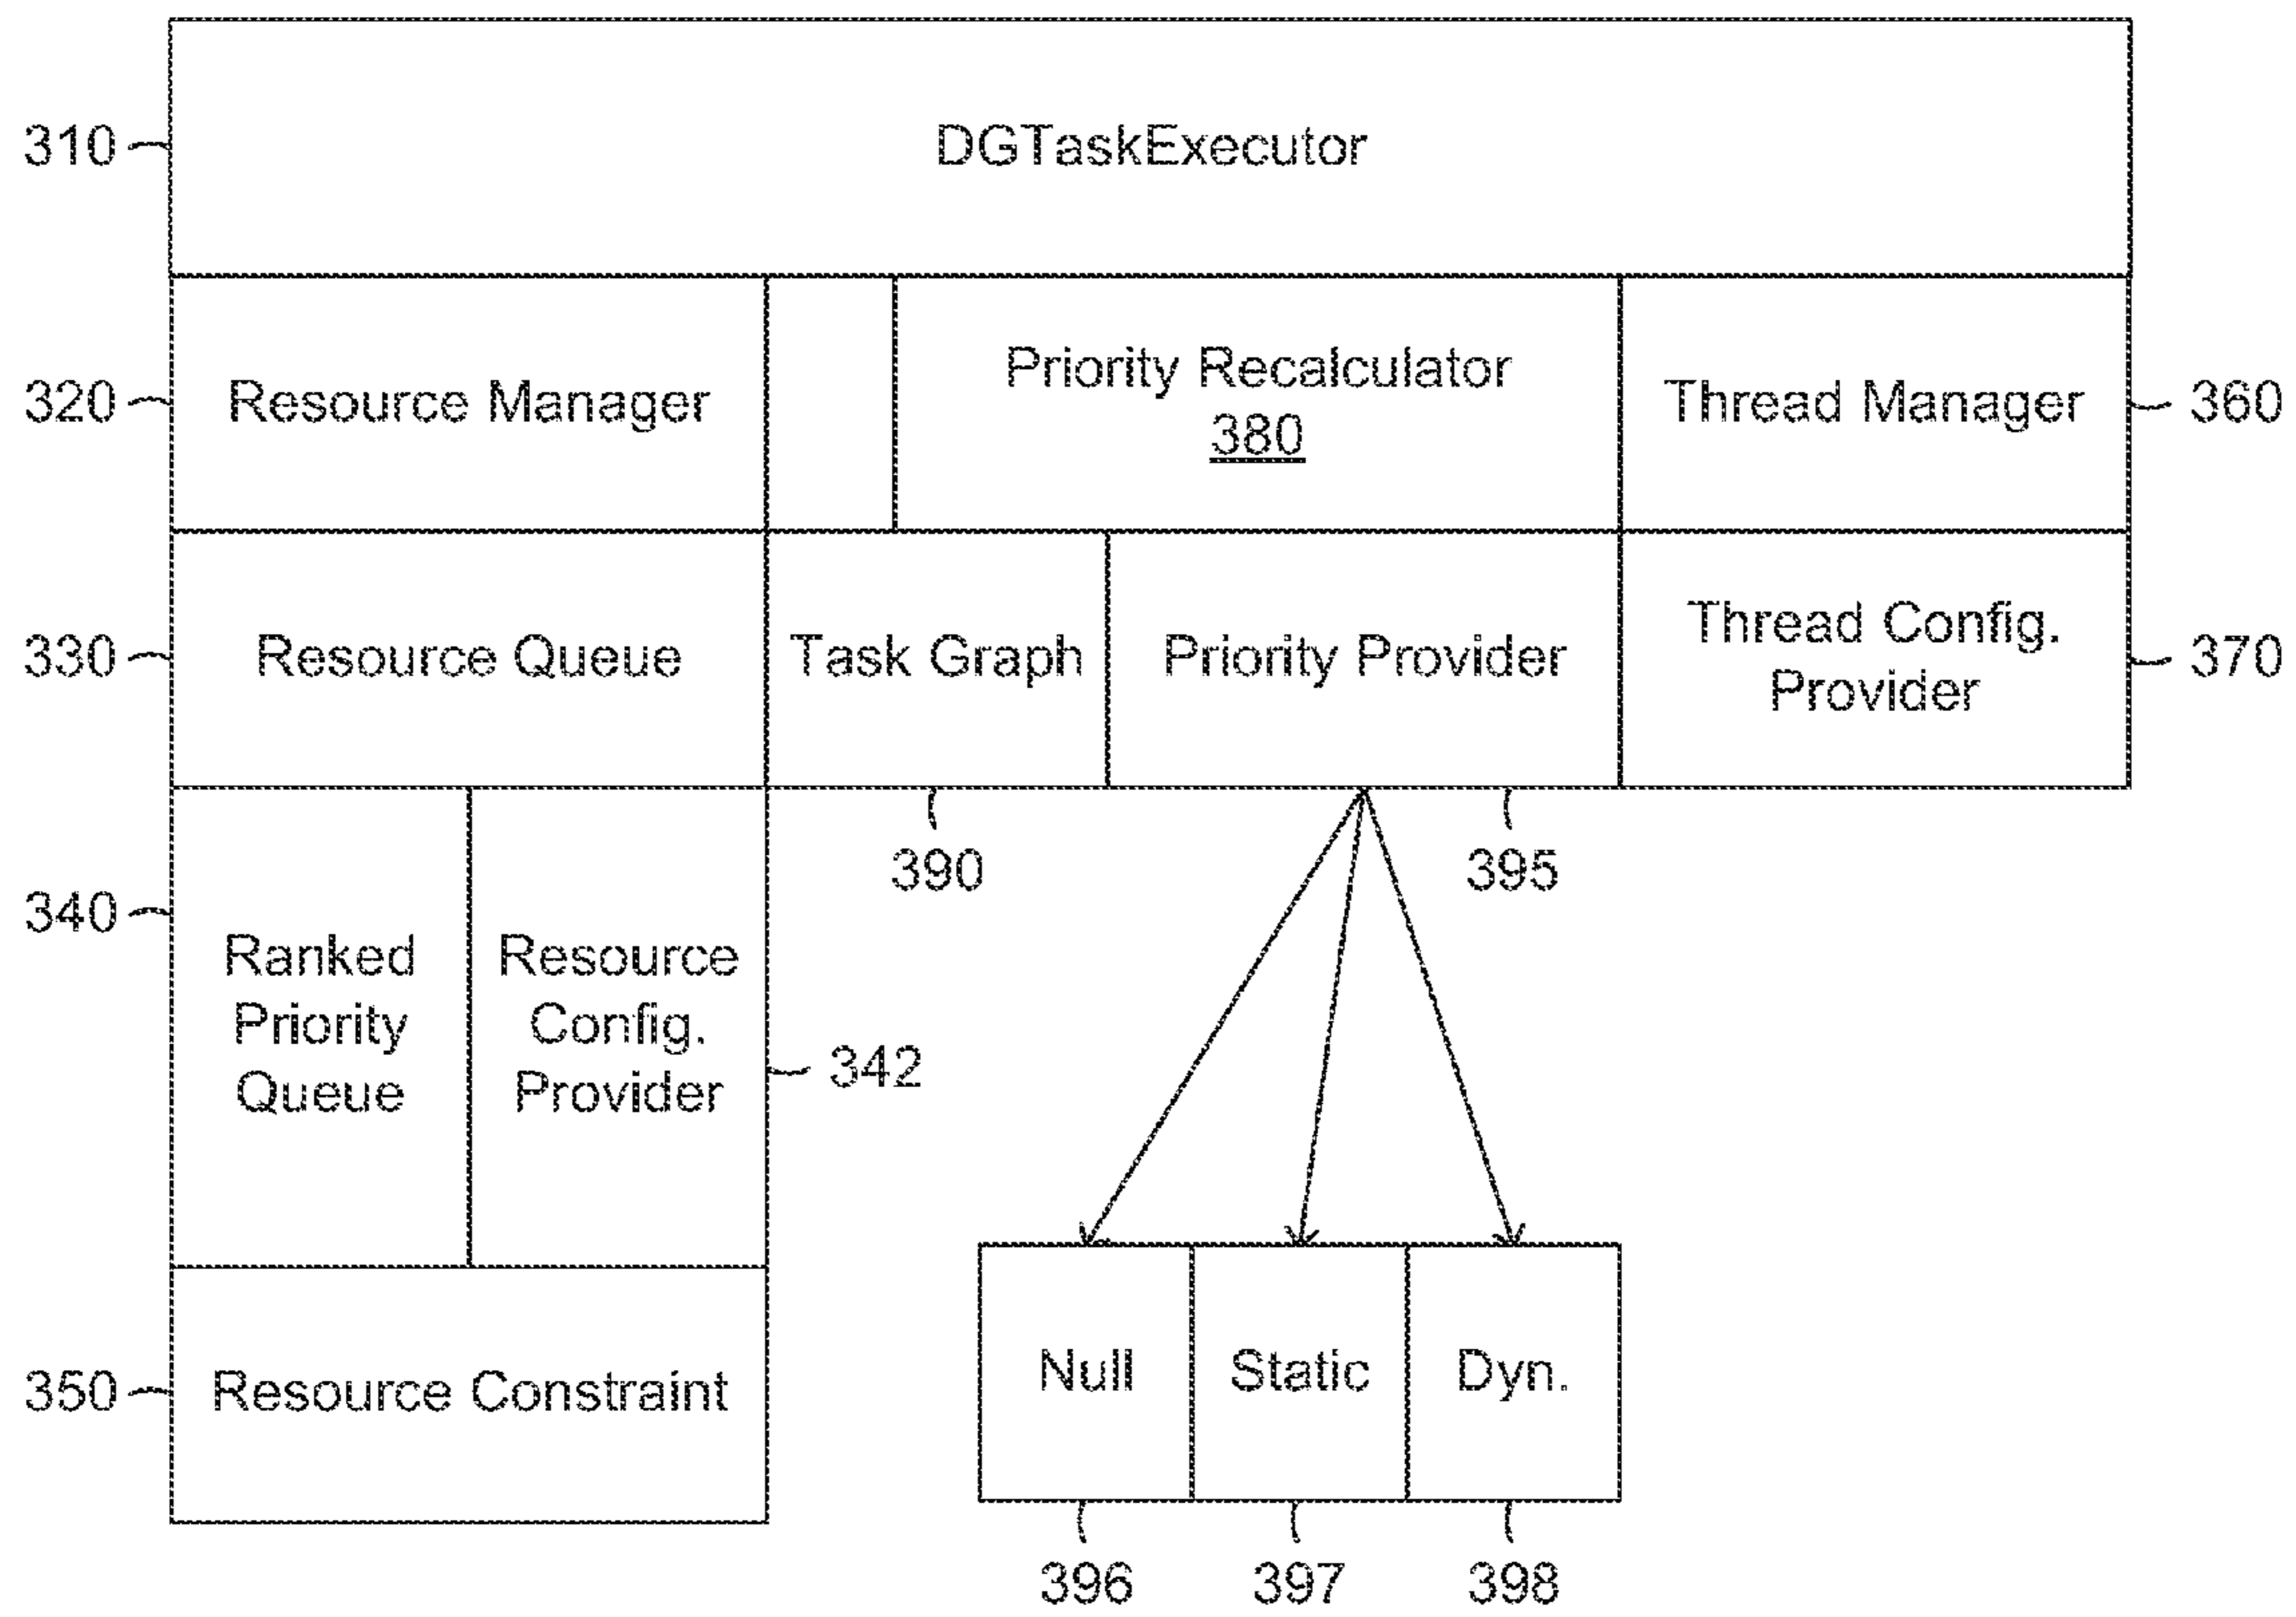 DGTaskExecutor
310
Resource Manager
Priority Recalculator
380
Thread Manager
320
360
Resource Queue
Task Graph
Priority Provider
Thread Config.
Provider
330
370
390
395
340
Ranked
Priority
Queue
Resource
Config.
Provider
342
350
Resource Constraint
Null
Static
Dyn.
396
397
398